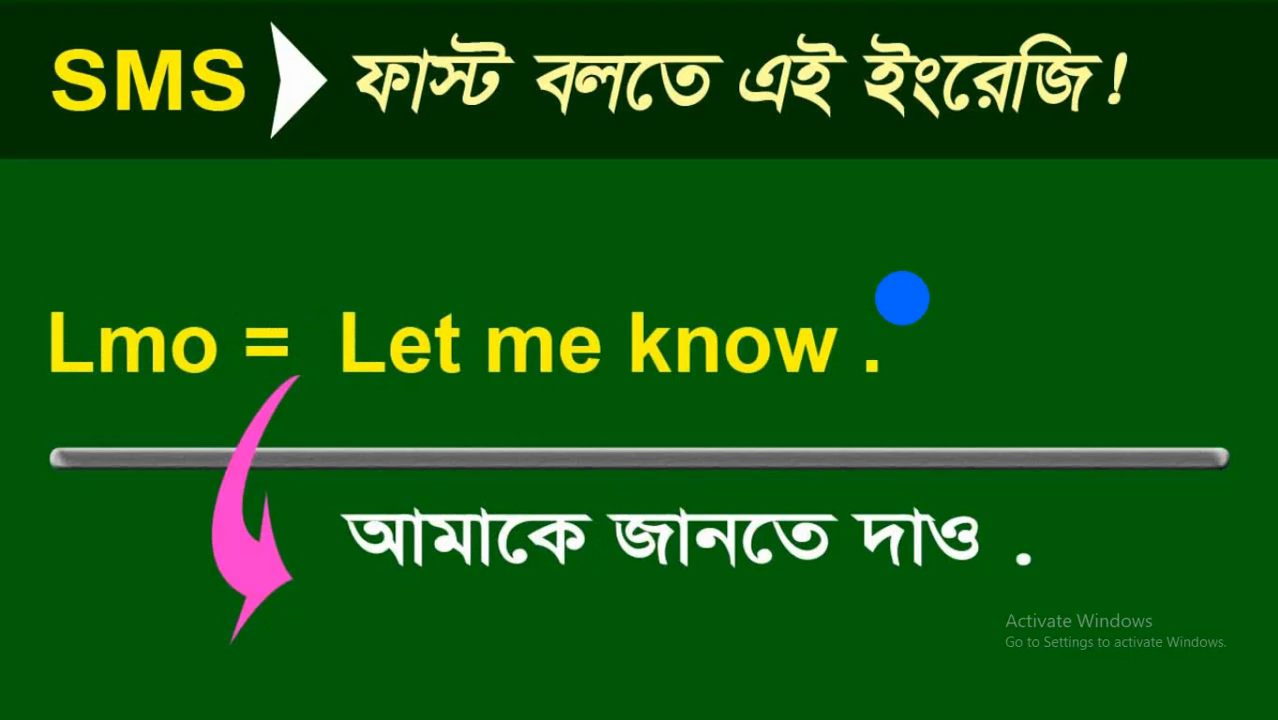 SMS ফাস্ট বলতে এই ইংরেজি!
Lmo = Let me know .
আমাকে জানতে দাও .
Activate Windows
Go to Settings to activate Windows.